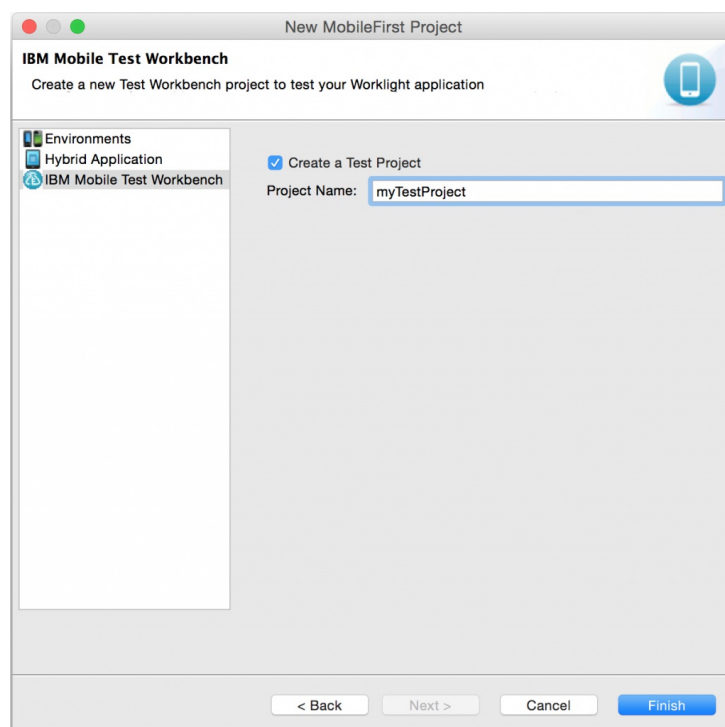 New MobileFirst Project
IBM Mobile Test Workbench
Create a new Test Workbench project to test your Worklight application
Environments
Hybrid Application
IBM Mobile Test Workbench
Create a Test Project
Project Name: myTestProject
< Back Next > Cancel Finish